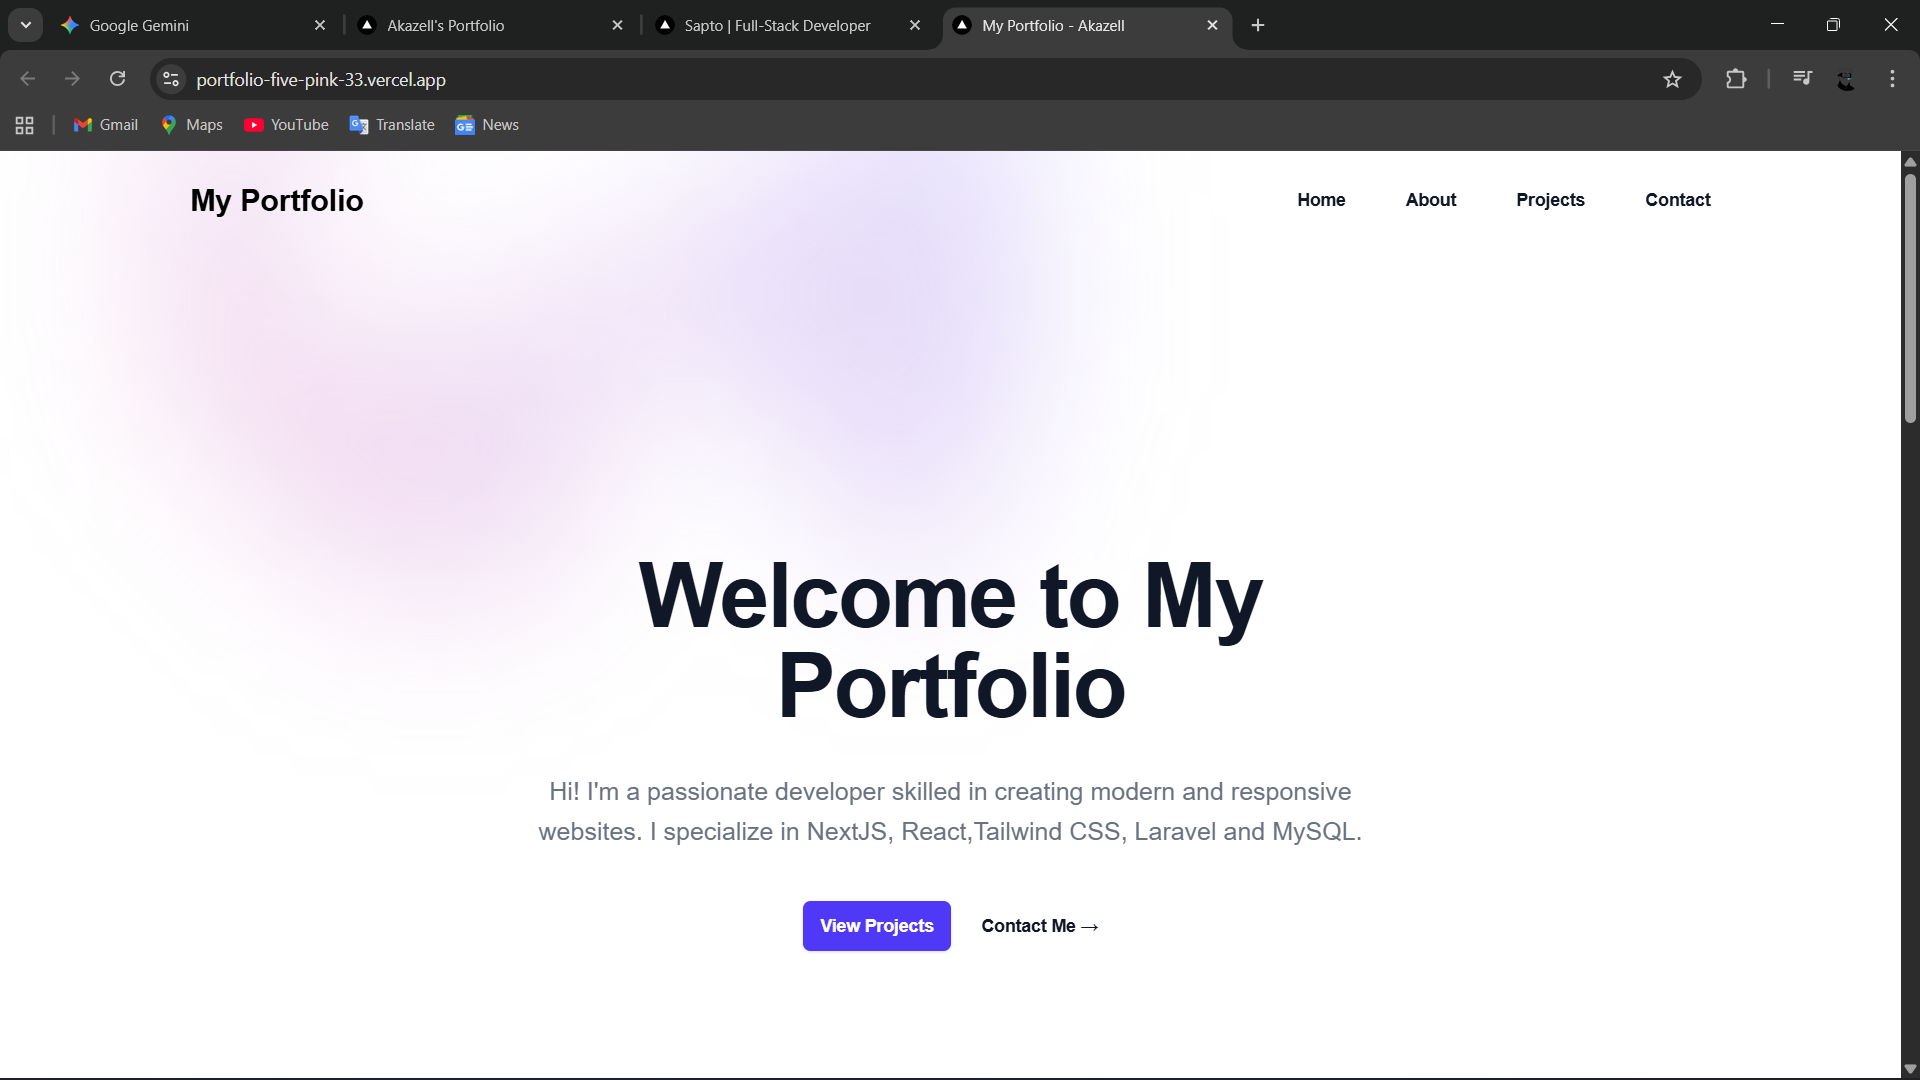 Google Gemini
Akazell's Portfolio
Sapto | Full-Stack Developer
My Portfolio - Akazell
portfolio-five-pink-33.vercel.app
Gmail
Maps
YouTube
Translate
News
My Portfolio
Home
About
Projects
Contact
Welcome to My
Portfolio
Hi! I'm a passionate developer skilled in creating modern and responsive
websites. I specialize in NextJS, React,Tailwind CSS, Laravel and MySQL.
View Projects
Contact Me →